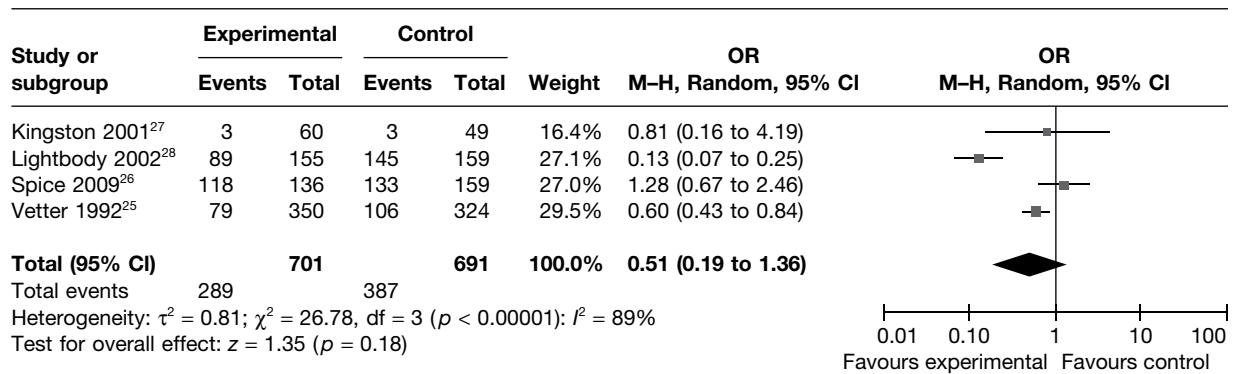 Experimental Control
Study or subgroup Events Total Events Total Weight OR M–H, Random, 95% CI OR M–H, Random, 95% CI
Kingston 2001²⁷ 3 60 3 49 16.4% 0.81 (0.16 to 4.19)
Lightbody 2002²⁸ 89 155 145 159 27.1% 0.13 (0.07 to 0.25)
Spice 2009²⁶ 118 136 133 159 27.0% 1.28 (0.67 to 2.46)
Vetter 1992²⁵ 79 350 106 324 29.5% 0.60 (0.43 to 0.84)
Total (95% CI) 701 691 100.0% 0.51 (0.19 to 1.36)
Total events 289 387
Heterogeneity: τ² = 0.81; χ² = 26.78, df = 3 (p < 0.00001): I² = 89%
Test for overall effect: z = 1.35 (p = 0.18)
0.01 0.10 1 10 100
Favours experimental Favours control